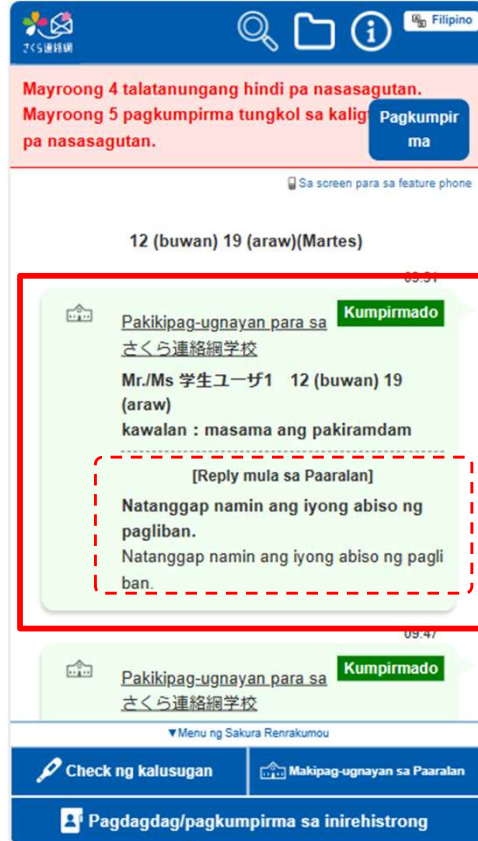 さくら連絡網
Filipino
Mayroong 4 talatanungang hindi pa nasasagutan.
Mayroong 5 pagkumpirma tungkol sa kalig
pa nasasagutan.
Pagkumpir
ma
Sa screen para sa feature phone
12 (buwan) 19 (araw)(Martes)
09:51
Kumpirmado
Pakikipag-ugnayan para sa
さくら連絡網学校
Mr./Ms 学生ユーザ1 12 (buwan) 19
(araw)
kawalan：masama ang pakiramdam
[Reply mula sa Paaralan]
Natanggap namin ang iyong abiso ng
pagliban.
Natanggap namin ang iyong abiso ng pagli
ban.
09:47
Kumpirmado
Pakikipag-ugnayan para sa
さくら連絡網学校
▼Menu ng Sakura Renrakumou
Check ng kalusugan
Makipag-ugnayan sa Paaralan
Pagdagdag/pagkumpirma sa inirehistrong